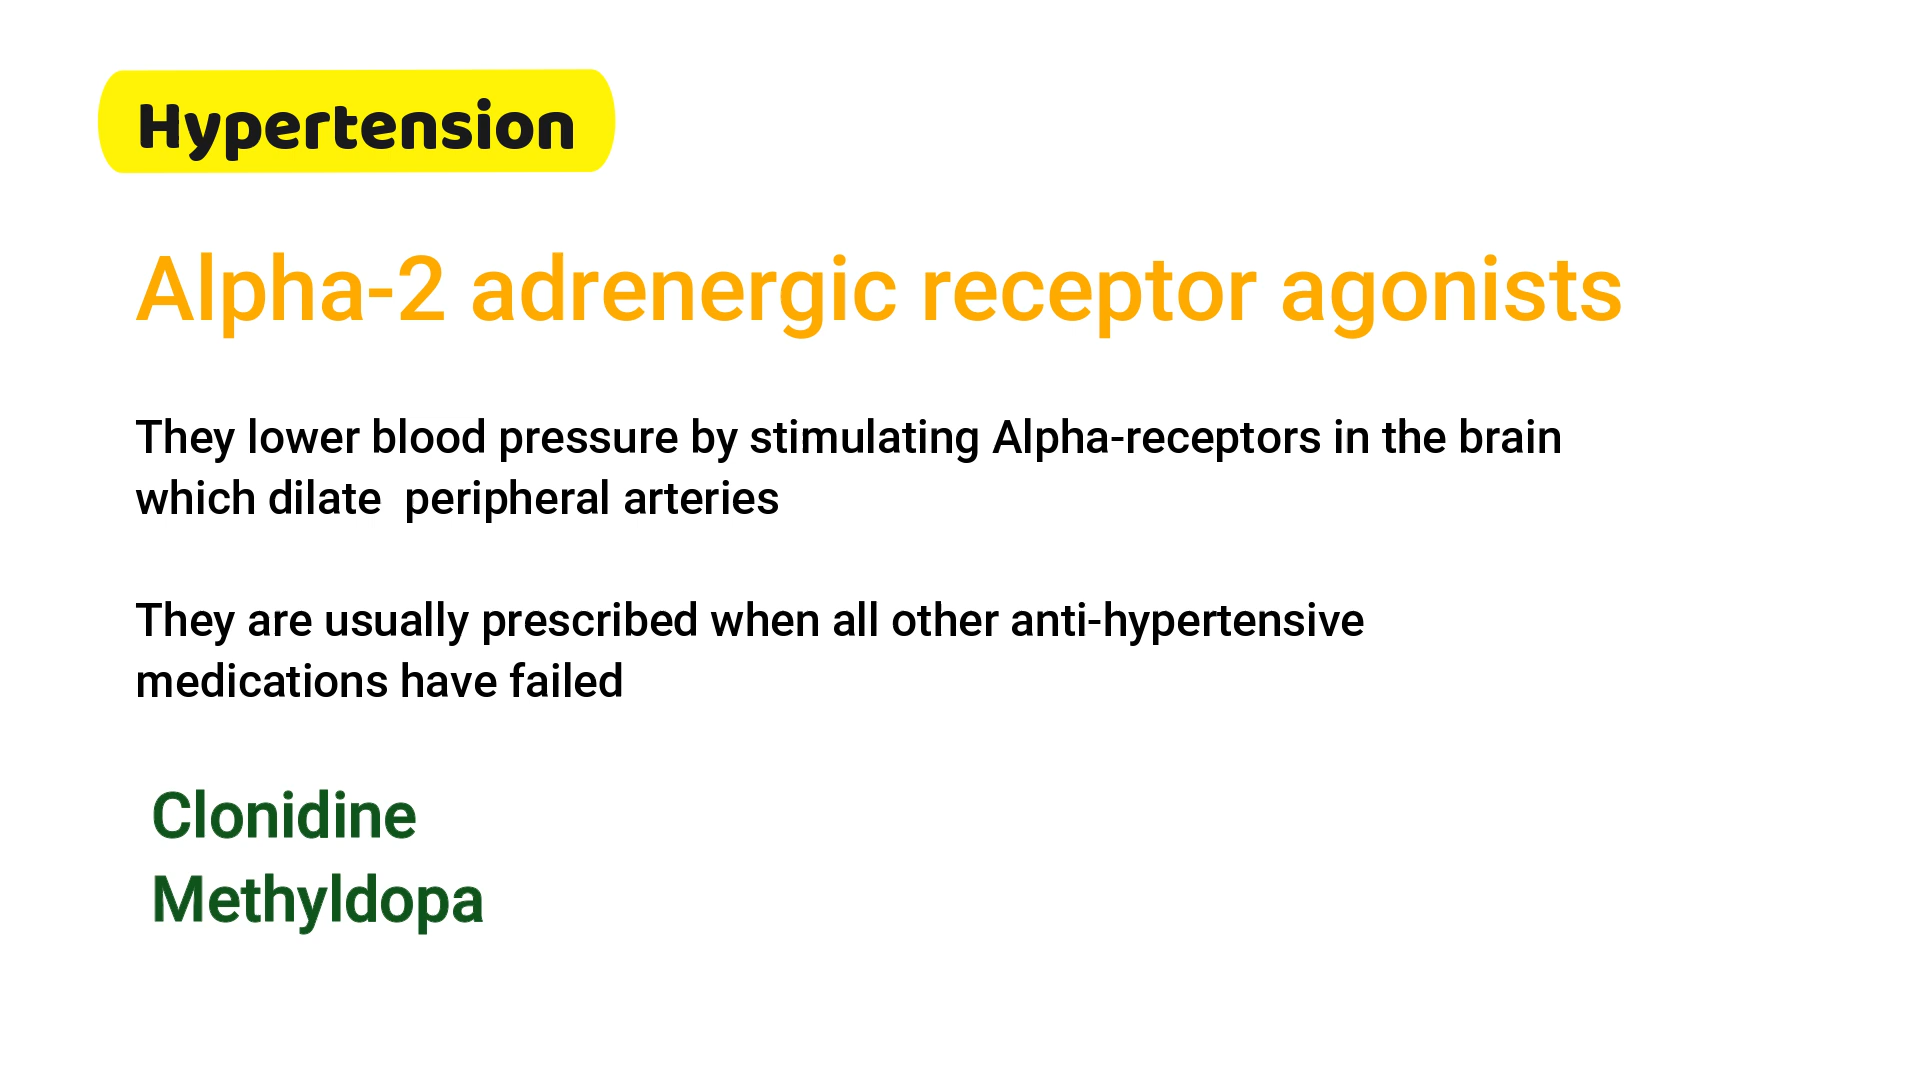 Hypertension
Alpha-2 adrenergic receptor agonists
They lower blood pressure by stimulating Alpha-receptors in the brain
which dilate  peripheral arteries
They are usually prescribed when all other anti-hypertensive
medications have failed
Clonidine
Methyldopa